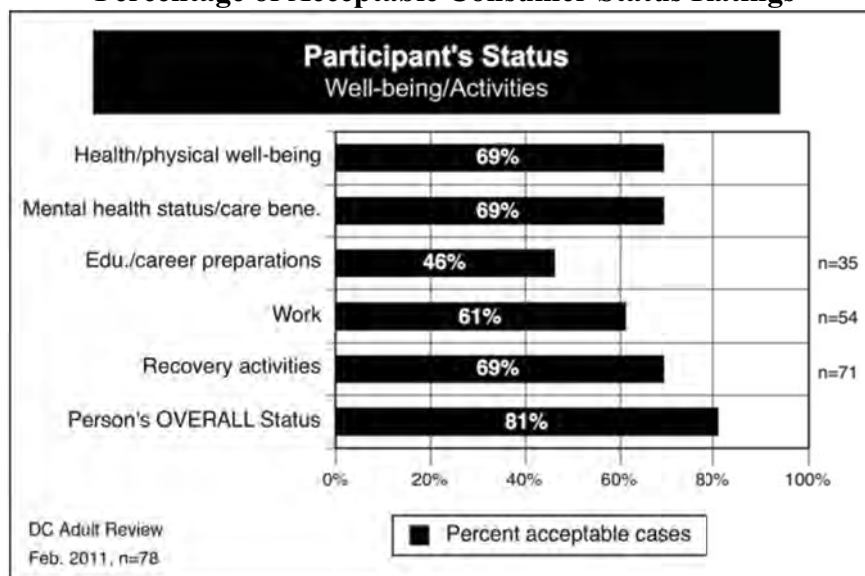 Percentage of Acceptable Consumer Status Ratings
Participant's Status
Well-being/Activities
Health/physical well-being 69%
Mental health status/care bene. 69%
Edu./career preparations 46% n=35
Work 61% n=54
Recovery activities 69% n=71
Person's OVERALL Status 81%
0% 20% 40% 60% 80% 100%
DC Adult Review
Feb. 2011, n=78
Percent acceptable cases